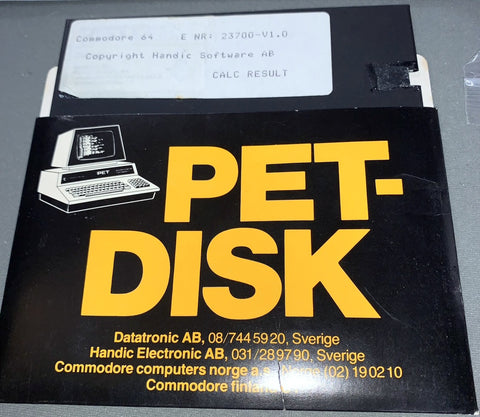 Commodore 64 E NR: 23700-V1.0
Copyright Handic Software AB
CALC RESULT
PET
PET-
DISK
Datatronic AB, 08/744 59 20, Sverige
Handic Electronic AB, 031/28 97 90, Sverige
Commodore computers norge a.s, Norge (02) 19 02 10
Commodore finland